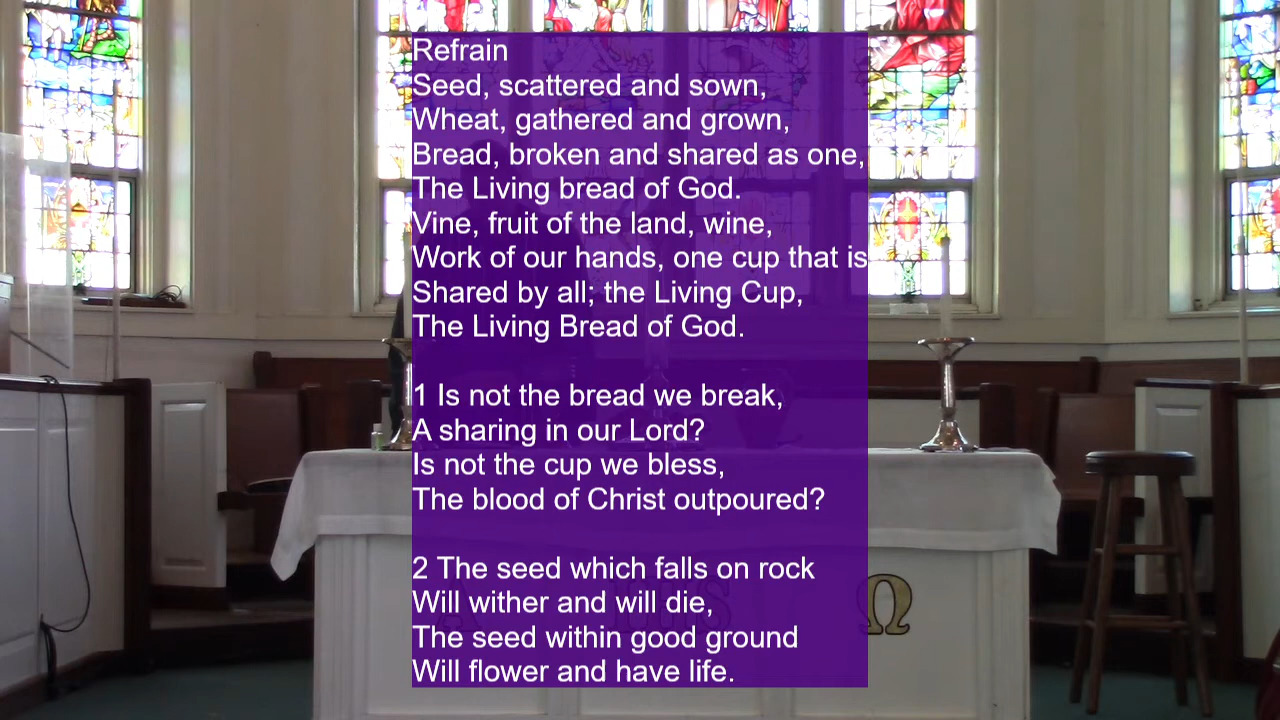 Refrain
Seed, scattered and sown,
Wheat, gathered and grown,
Bread, broken and shared as one,
The Living bread of God.
Vine, fruit of the land, wine,
Work of our hands, one cup that is
Shared by all; the Living Cup,
The Living Bread of God.
1 Is not the bread we break,
A sharing in our Lord?
Is not the cup we bless,
The blood of Christ outpoured?
2 The seed which falls on rock
Will wither and will die,
The seed within good ground
Will flower and have life.
Ω